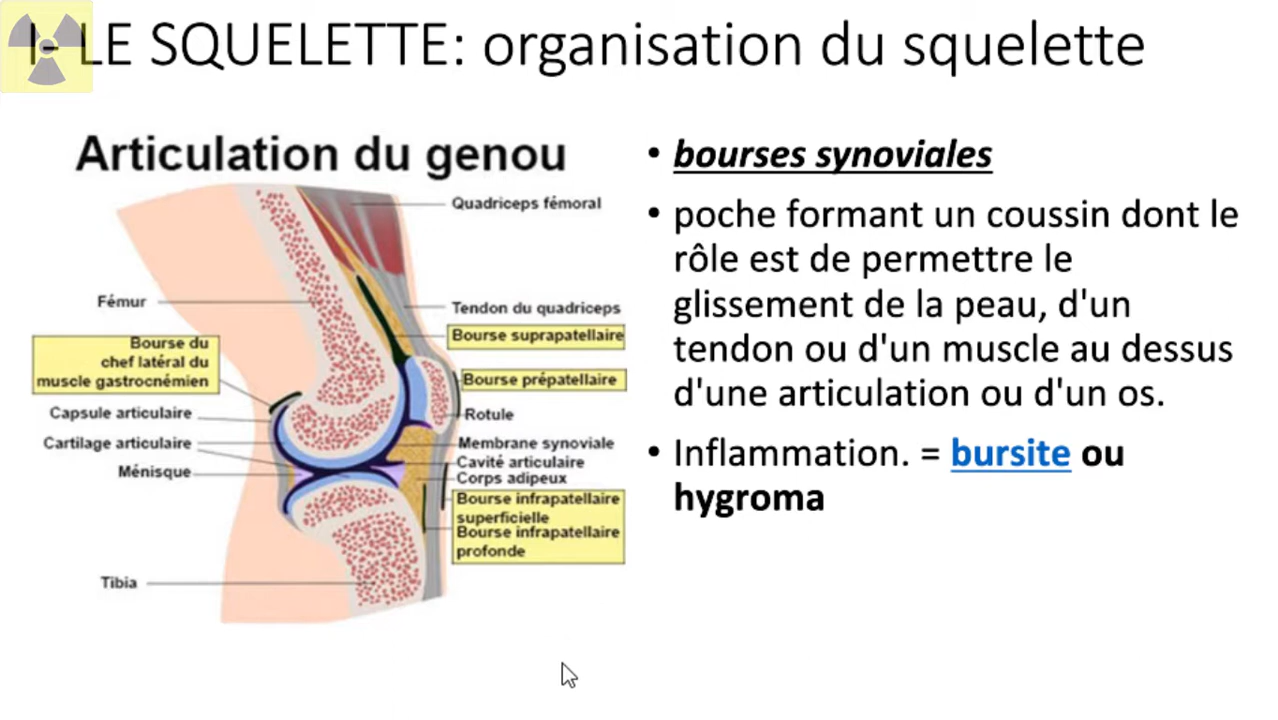 I- LE SQUELETTE: organisation du squelette
Articulation du genou
Quadriceps fémoral
Fémur
Tendon du quadriceps
Bourse suprapatellaire
Bourse du
chef latéral du
muscle gastrocnémien
Bourse prépatellaire
Capsule articulaire
Rotule
Cartilage articulaire
Membrane synoviale
Cavité articulaire
Ménisque
Corps adipeux
Bourse infrapatellaire
superficielle
Bourse infrapatellaire
profonde
Tibia
• bourses synoviales
• poche formant un coussin dont le
rôle est de permettre le
glissement de la peau, d'un
tendon ou d'un muscle au dessus
d'une articulation ou d'un os.
• Inflammation. = bursite ou
hygroma